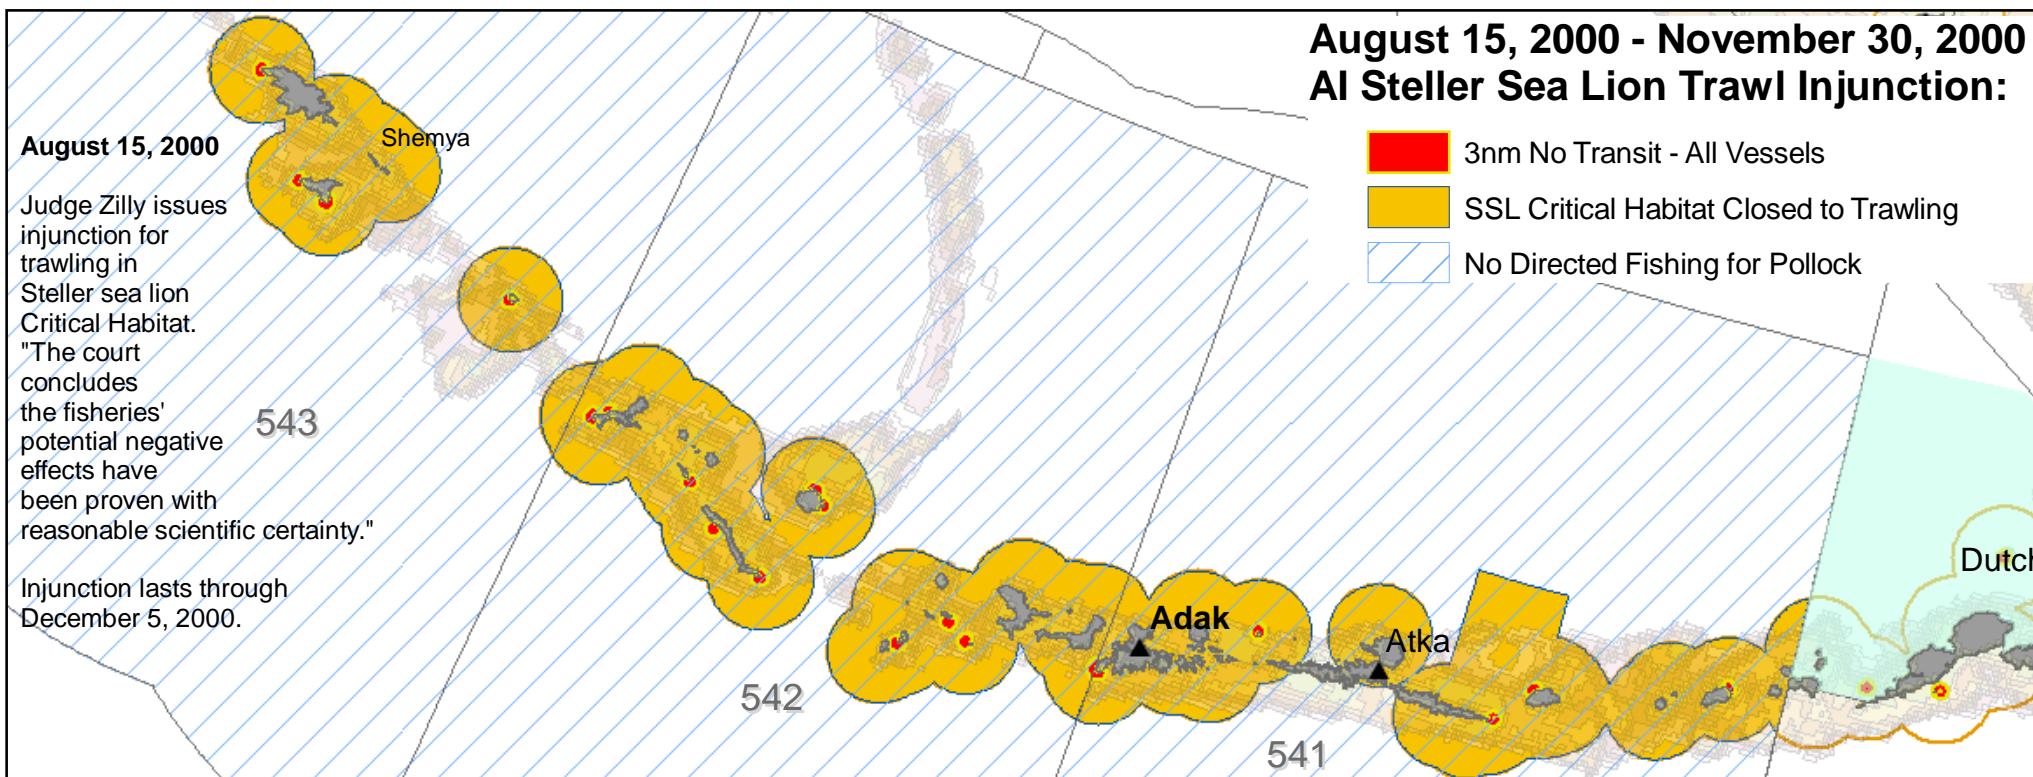 August 15, 2000 - November 30, 2000
AI Steller Sea Lion Trawl Injunction:
3nm No Transit - All Vessels
SSL Critical Habitat Closed to Trawling
No Directed Fishing for Pollock
August 15, 2000
Judge Zilly issues
injunction for
trawling in
Steller sea lion
Critical Habitat.
"The court
concludes
the fisheries'
potential negative
effects have
been proven with
reasonable scientific certainty."
Injunction lasts through
December 5, 2000.
Shemya
543
542
541
Adak
Atka
Dutch